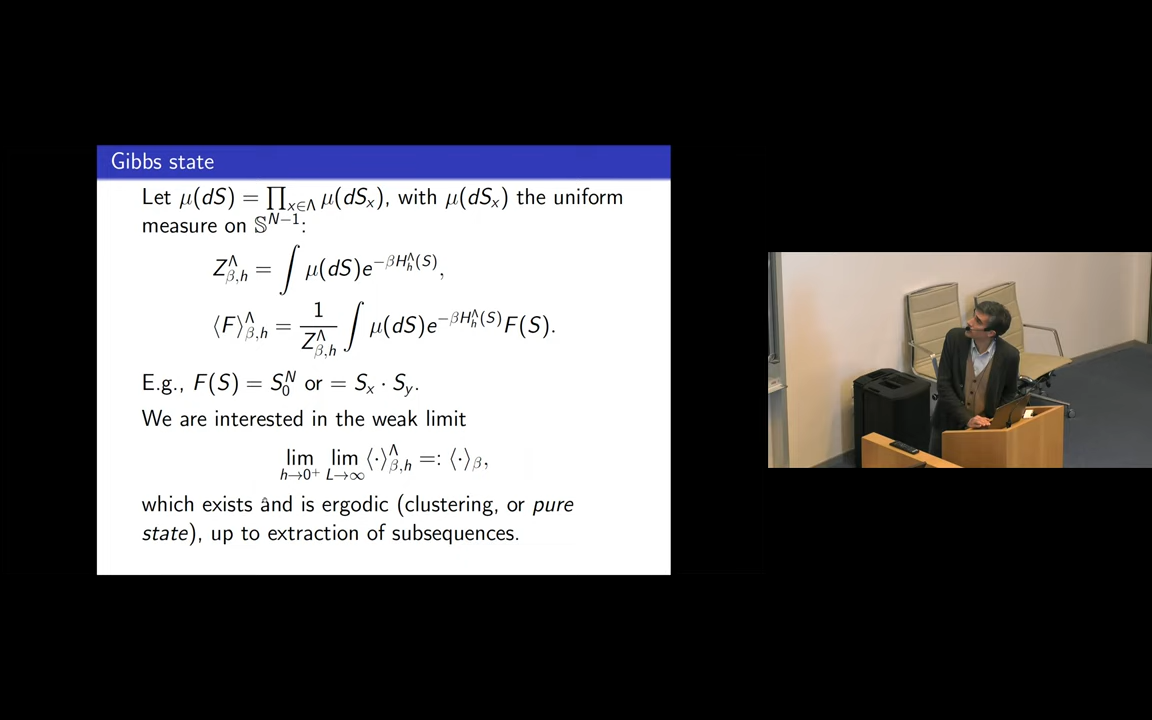 Gibbs state
Let μ(dS) = ∏_{x∈Λ} μ(dS_x), with μ(dS_x) the uniform
measure on 𝕊^{N−1}:
Z^Λ_{β,h} = ∫ μ(dS)e^{−βH^Λ_h(S)},
⟨F⟩^Λ_{β,h} = 1/Z^Λ_{β,h} ∫ μ(dS)e^{−βH^Λ_h(S)}F(S).
E.g., F(S) = S^N_0 or = S_x · S_y.
We are interested in the weak limit
lim_{h→0^+} lim_{L→∞} ⟨·⟩^Λ_{β,h} =: ⟨·⟩_β,
which exists and is ergodic (clustering, or pure
state), up to extraction of subsequences.